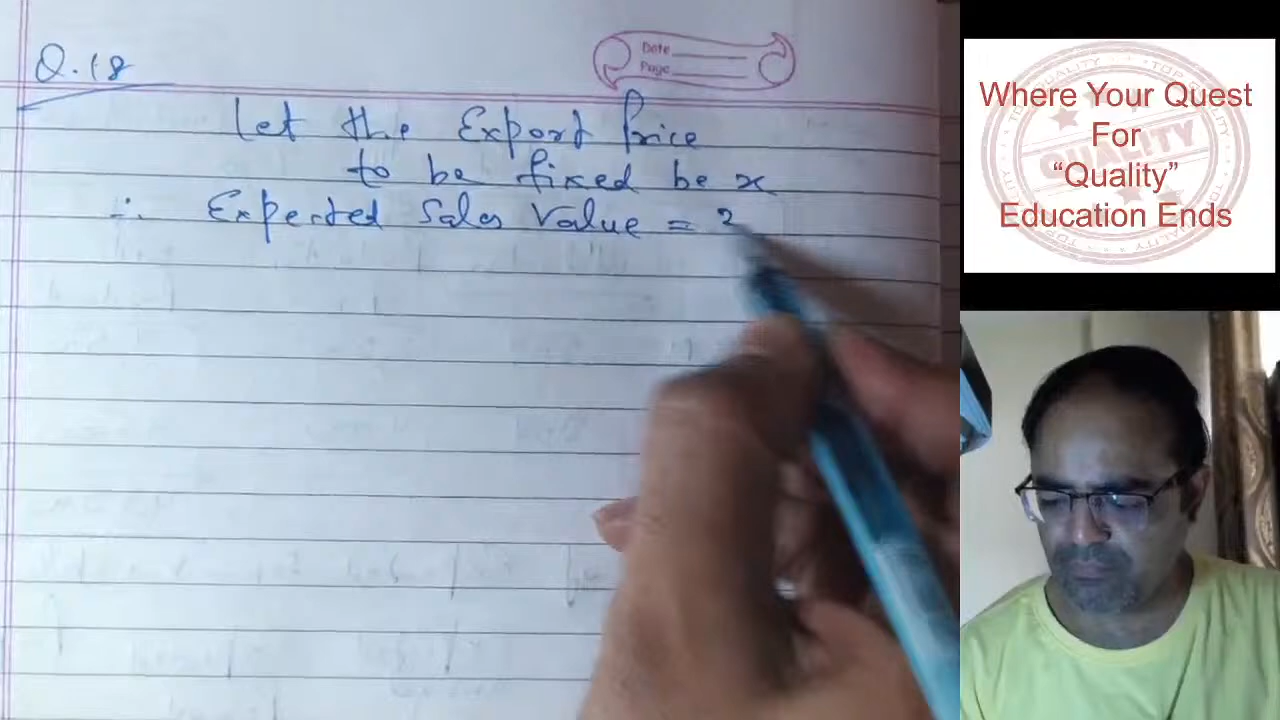 Q.18
Date
Page
Let the Export Price
to be fixed be x
∴ Expected Sales Value =
Where Your Quest
For
“Quality”
Education Ends
QUALITY